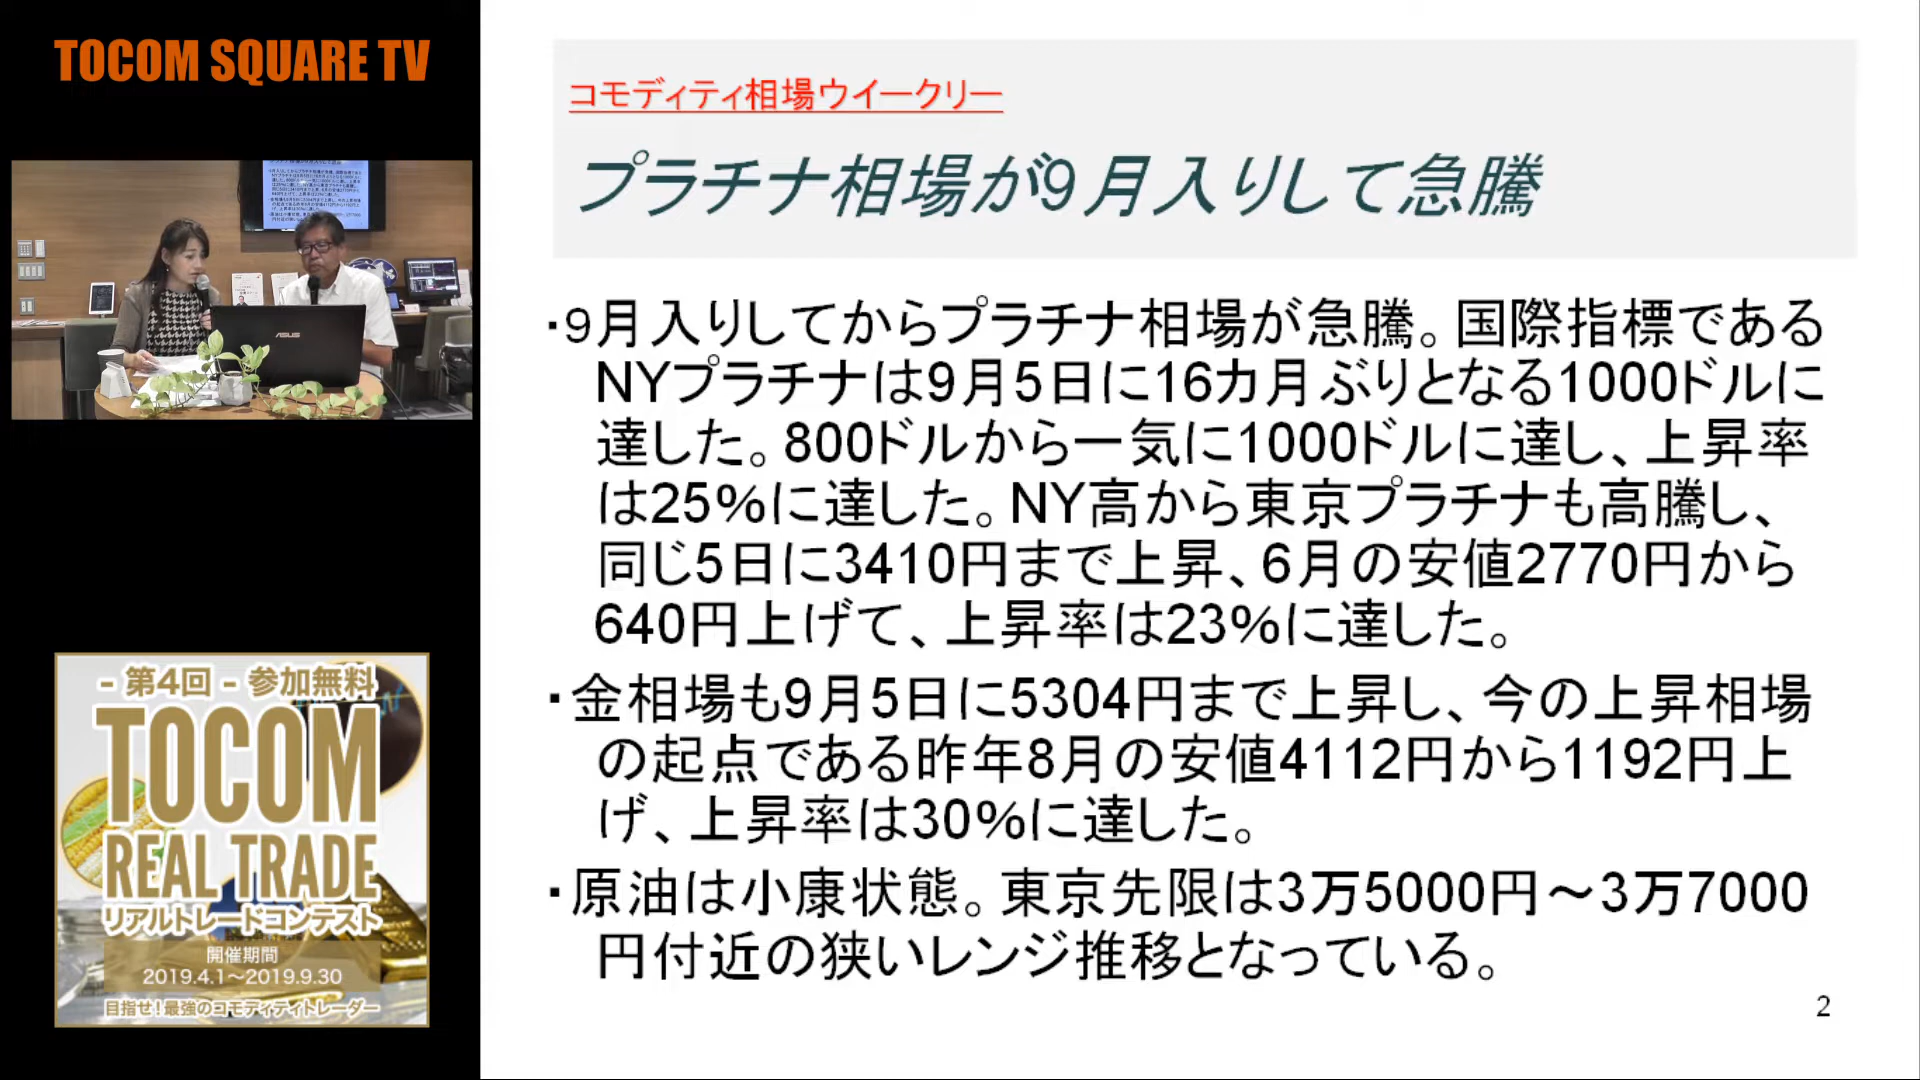 TOCOM SQUARE TV
コモディティ相場ウイークリー
プラチナ相場が9月入りして急騰
・9月入りしてからプラチナ相場が急騰。国際指標である
NYプラチナは9月5日に16カ月ぶりとなる1000ドルに
達した。800ドルから一気に1000ドルに達し、上昇率
は25%に達した。NY高から東京プラチナも高騰し、
同じ5日に3410円まで上昇、6月の安値2770円から
640円上げて、上昇率は23%に達した。
・金相場も9月5日に5304円まで上昇し、今の上昇相場
の起点である昨年8月の安値4112円から1192円上
げ、上昇率は30%に達した。
・原油は小康状態。東京先限は3万5000円～3万7000
円付近の狭いレンジ推移となっている。
2
ASUS
- 第4回 - 参加無料
TOCOM
REAL TRADE
リアルトレードコンテスト
開催期間
2019.4.1～2019.9.30
目指せ！最強のコモディティトレーダー